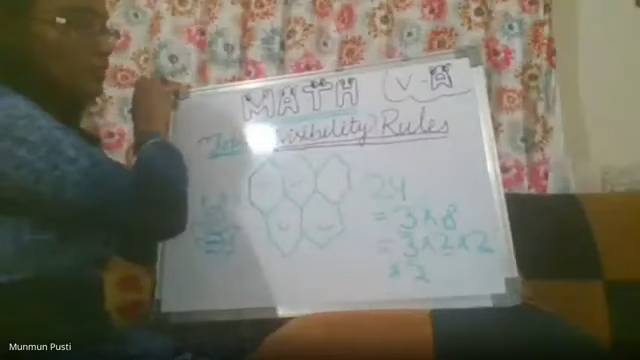 MATH V-A
Divisibility Rules
24
= 3 x 8
= 3 x 2 x 2
x 2
Munmun Pusti